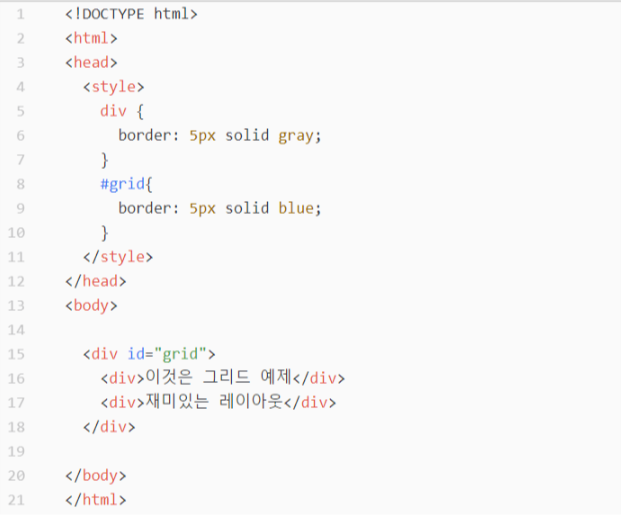 1 <!DOCTYPE html>
2 <html>
3 <head>
4   <style>
5     div {
6       border: 5px solid gray;
7     }
8     #grid{
9       border: 5px solid blue;
10     }
11   </style>
12 </head>
13 <body>
14
15   <div id="grid">
16     <div>이것은 그리드 예제</div>
17     <div>재미있는 레이아웃</div>
18   </div>
19
20 </body>
21 </html>